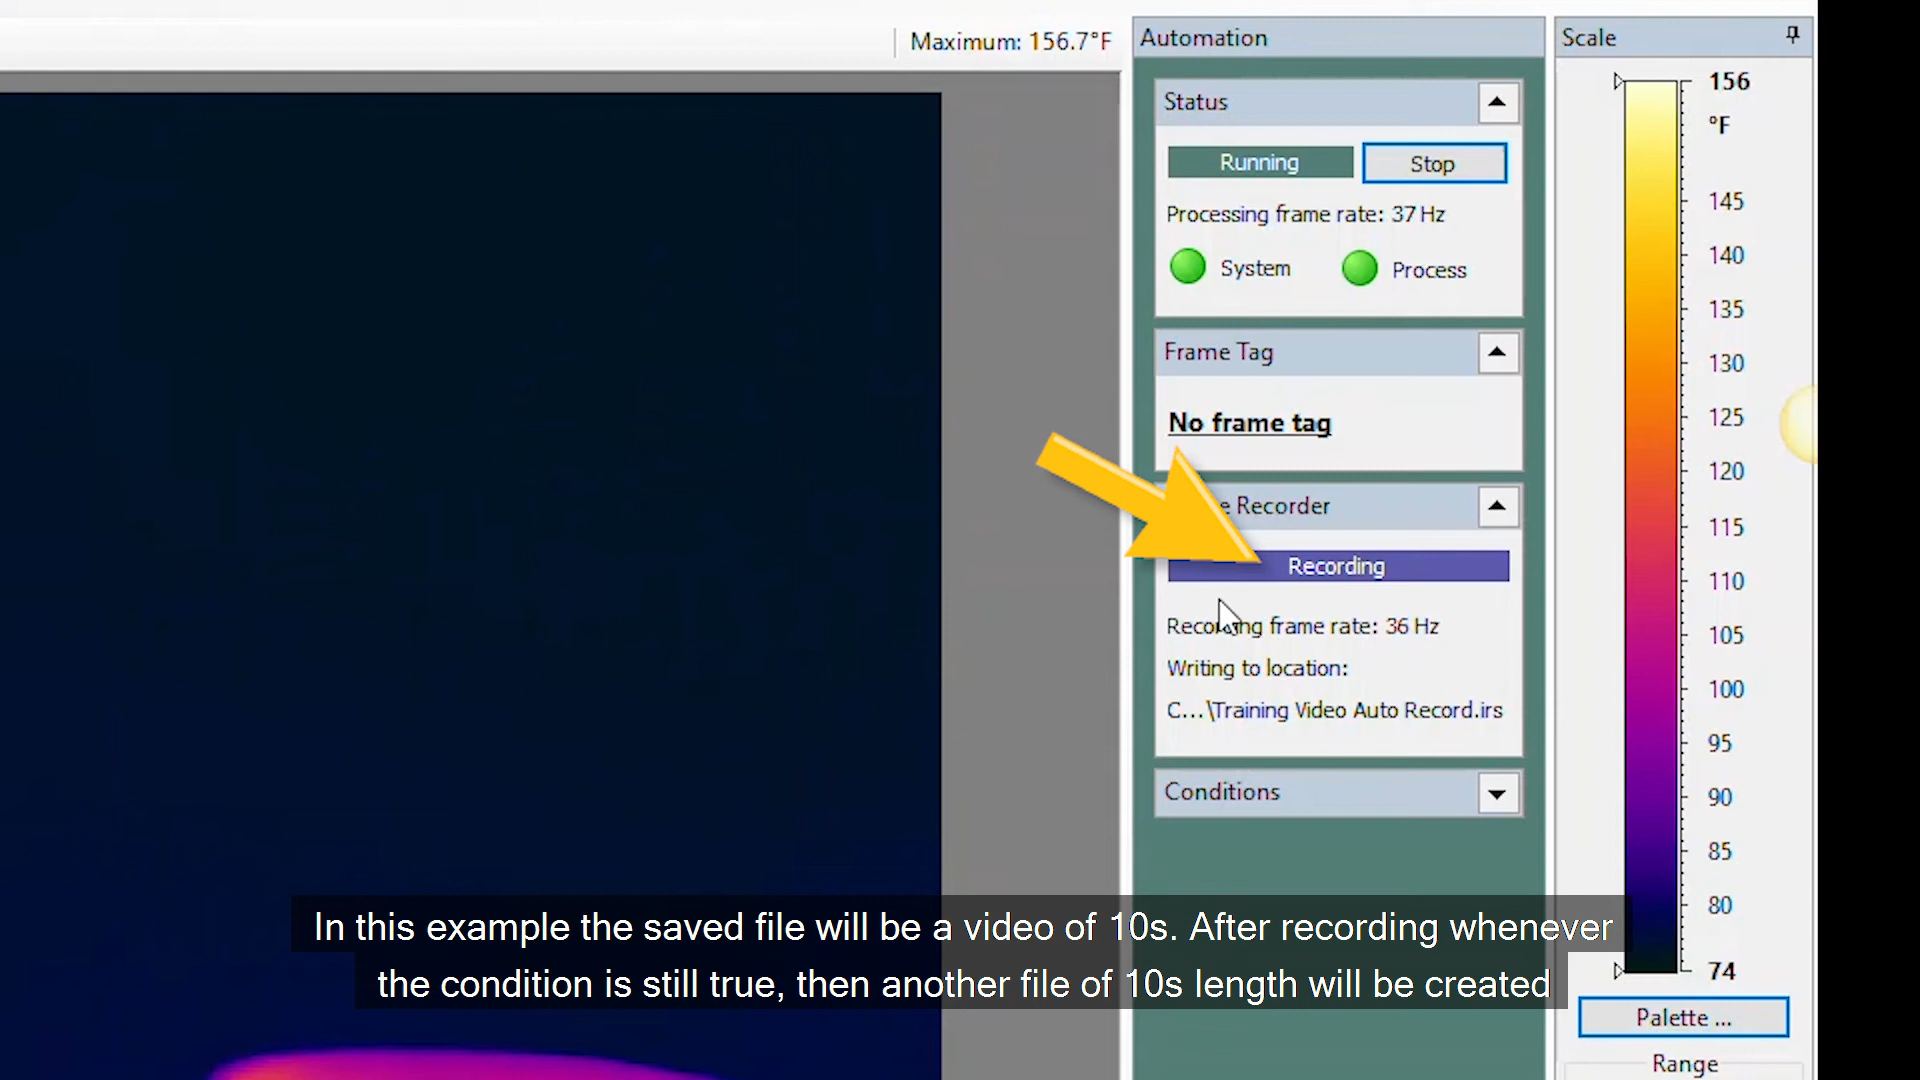 Maximum: 156.7°F
Automation
Status
Running
Stop
Processing frame rate: 37 Hz
System
Process
Frame Tag
No frame tag
Recorder
Recording
Recording frame rate: 36 Hz
Writing to location:
C...\Training Video Auto Record.irs
Conditions
Scale
156
°F
145
140
135
130
125
120
115
110
105
100
95
90
85
80
74
Palette ...
Range
In this example the saved file will be a video of 10s. After recording whenever
the condition is still true, then another file of 10s length will be created